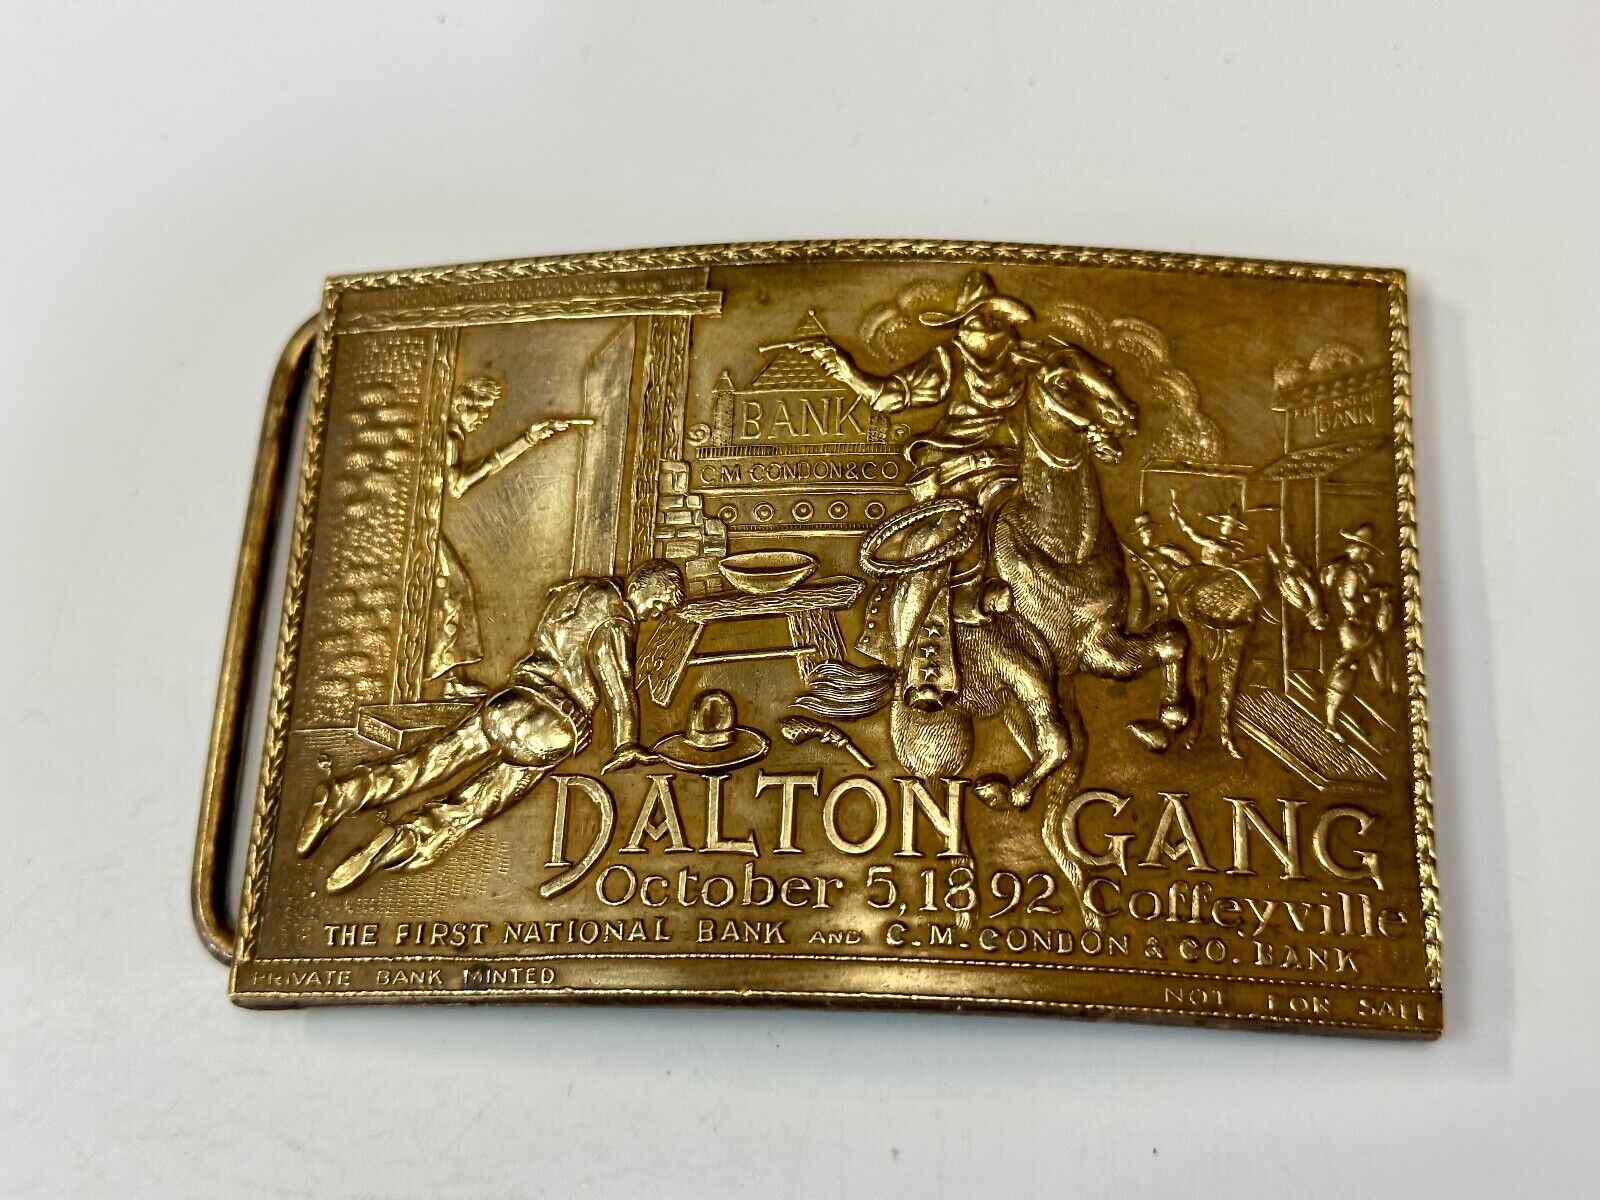 BANK
C.M. CONDON & CO
BANK
DALTON GANG
October 5, 1892 Coffeyville
THE FIRST NATIONAL BANK AND C.M. CONDON & CO. BANK
PRIVATE BANK MINTED
NOT FOR SALE